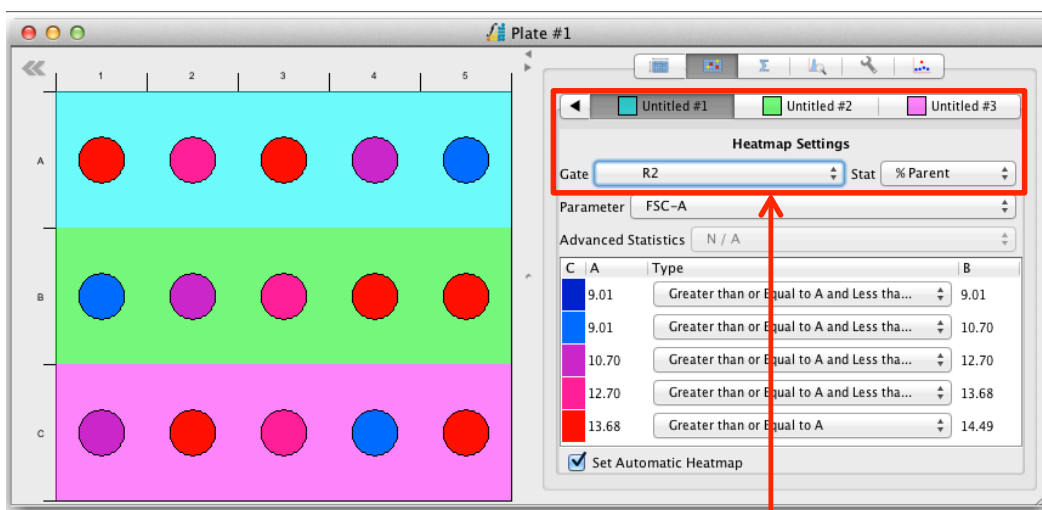 Plate #1
1 2 3 4 5
A
B
C
Untitled #1 Untitled #2 Untitled #3
Heatmap Settings
Gate R2 Stat % Parent
Parameter FSC-A
Advanced Statistics N / A
C A Type B
9.01 Greater than or Equal to A and Less tha... 9.01
9.01 Greater than or Equal to A and Less tha... 10.70
10.70 Greater than or Equal to A and Less tha... 12.70
12.70 Greater than or Equal to A and Less tha... 13.68
13.68 Greater than or Equal to A 14.49
Set Automatic Heatmap